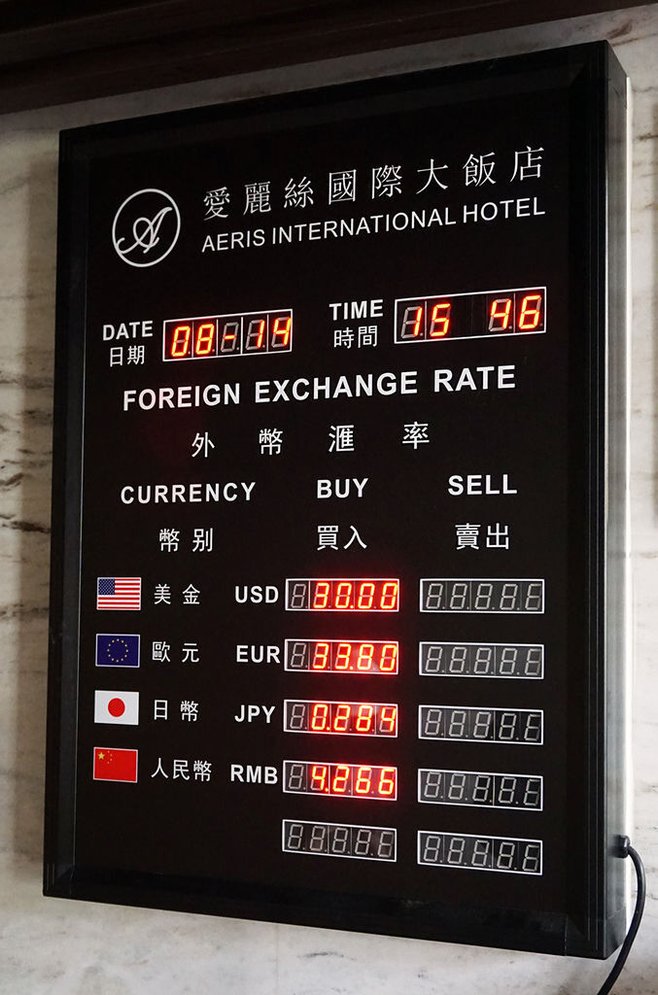 愛麗絲國際大飯店
A AERIS INTERNATIONAL HOTEL
DATE 08-14 TIME 15 46
日期 時間
FOREIGN EXCHANGE RATE
外幣滙率
CURRENCY BUY SELL
幣别 買入 賣出
美金 USD 30.00
歐元 EUR 33.80
日幣 JPY 0.204
人民幣 RMB 4.266